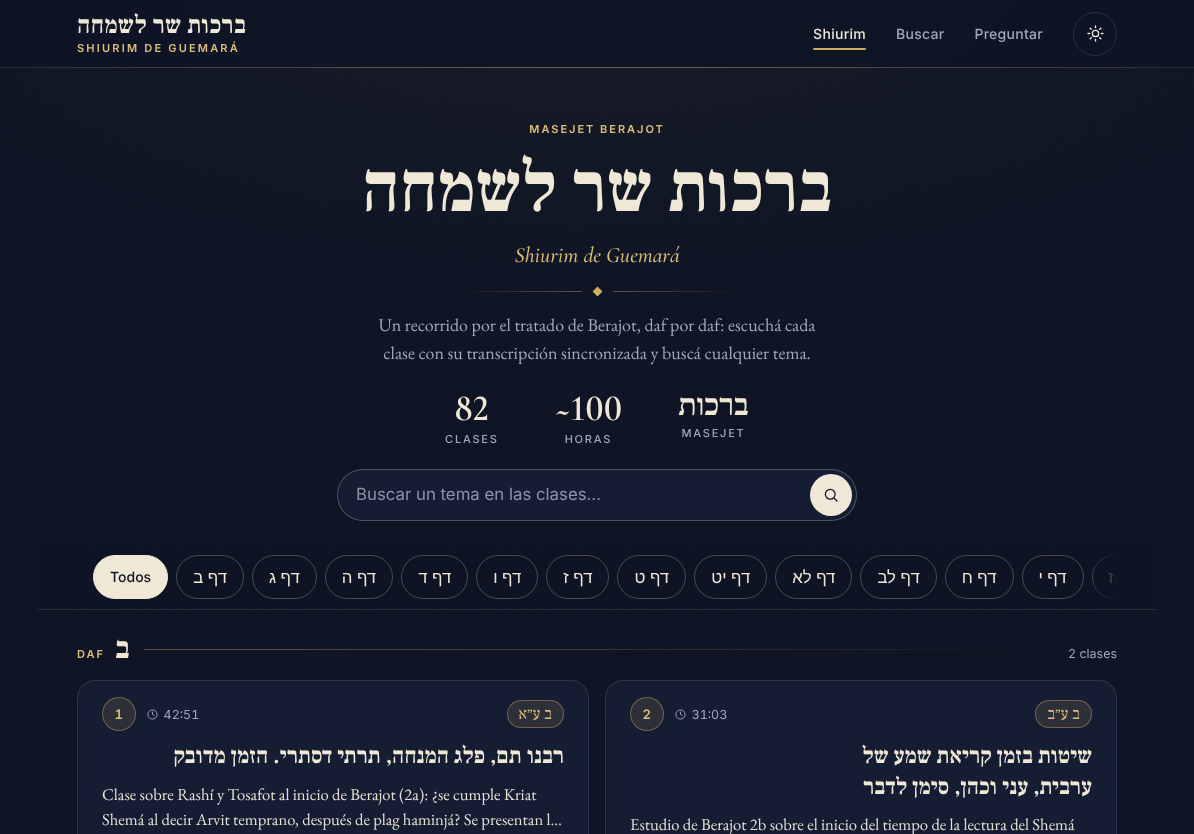 ברכות שר לשמחה
SHIURIM DE GUEMARÁ
Shiurim
Buscar
Preguntar
MASEJET BERAJOT
ברכות שר לשמחה
Shiurim de Guemará
Un recorrido por el tratado de Berajot, daf por daf: escuchá cada
clase con su transcripción sincronizada y buscá cualquier tema.
82
CLASES
~100
HORAS
ברכות
MASEJET
Buscar un tema en las clases...
Todos
דף ב
דף ג
דף ה
דף ד
דף ו
דף ז
דף ט
דף יט
דף לא
דף לב
דף ח
דף י
DAF ב
2 clases
1
42:51
ב ע״א
רבנו תם, פלג המנחה, תרתי דסתרי. הזמן מדובק
Clase sobre Rashí y Tosafot al inicio de Berajot (2a): ¿se cumple Kriat
Shemá al decir Arvit temprano, después de plag haminjá? Se presentan l...
2
31:03
ב ע״ב
שיטות בזמן קריאת שמע של
ערבית, עני וכהן, סימן לדבר
Estudio de Berajot 2b sobre el inicio del tiempo de la lectura del Shemá